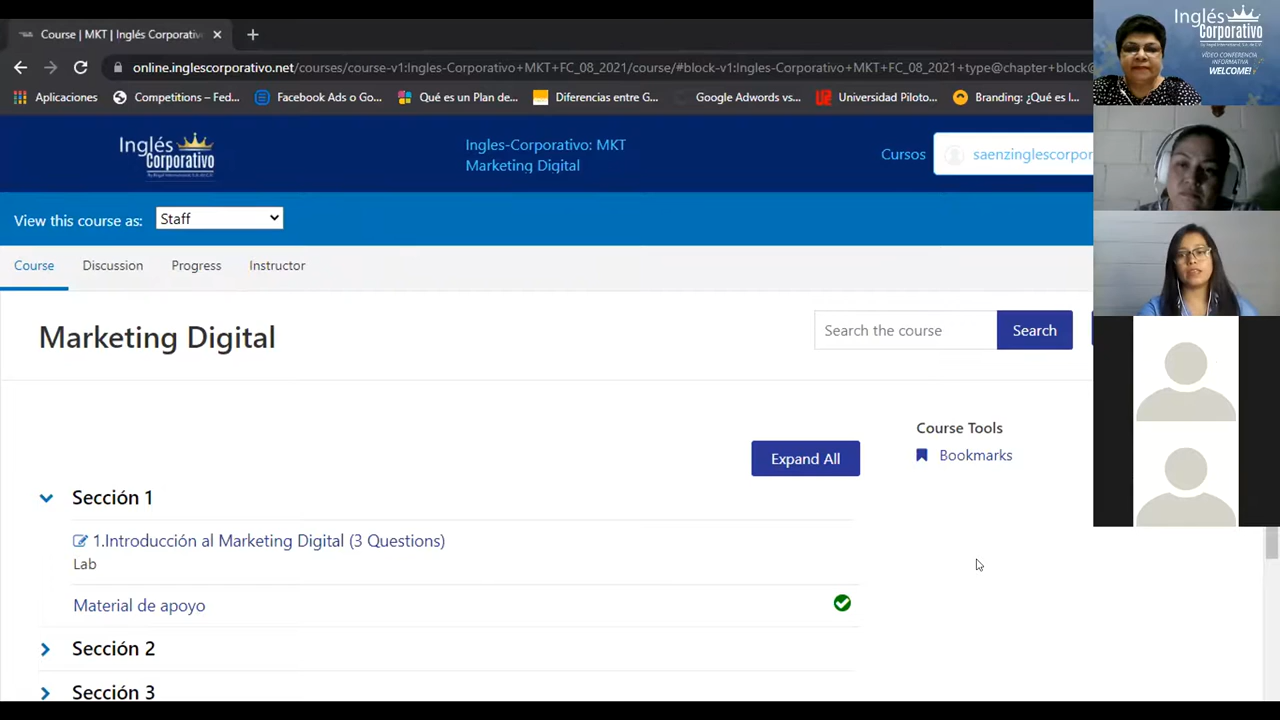 Course | MKT | Inglés Corporativ
online.inglescorporativo.net/courses/course-v1:Ingles-Corporativo+MKT+FC_08_2021/course/#block-v1:Ingles-Corporativo+MKT+FC_08_2021+type@chapter+block@
Aplicaciones
Competitions – Fed...
Facebook Ads o Go...
Que es un Plan de...
Diferencias entre G...
Google Adwords vs...
Universidad Piloto...
Branding: ¿Qué es l...
Inglés
Corporativo
Ingles-Corporativo: MKT
Marketing Digital
Cursos
saenzinglescorpor
View this course as:
Staff
Course
Discussion
Progress
Instructor
Marketing Digital
Search the course
Search
Expand All
Course Tools
Bookmarks
Sección 1
1.Introducción al Marketing Digital (3 Questions)
Lab
Material de apoyo
Sección 2
Sección 3
Inglés
Corporativo
VÍDEO CONFERENCIA
INFORMATIVA
WELCOME!